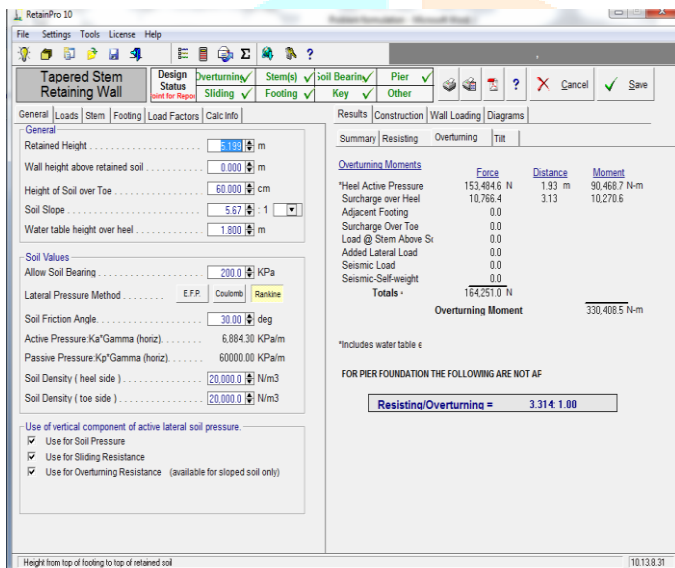 RetainPro 10
File Settings Tools License Help
Tapered Stem
Retaining Wall
Design
Status
oint for Repor
Overturning
Stem(s)
Soil Bearing
Pier
Sliding
Footing
Key
Other
Cancel
Save
General Loads Stem Footing Load Factors Calc Info
General
Retained Height 5.199 m
Wall height above retained soil 0.000 m
Height of Soil over Toe 60.000 cm
Soil Slope 5.67 : 1
Water table height over heel 1.800 m
Soil Values
Allow Soil Bearing 200.0 KPa
Lateral Pressure Method E.F.P. Coulomb Rankine
Soil Friction Angle 30.00 deg
Active Pressure:Ka*Gamma (horiz) 6,884.30 KPa/m
Passive Pressure:Kp*Gamma (horiz) 60000.00 KPa/m
Soil Density ( heel side ) 20,000.0 N/m3
Soil Density ( toe side ) 20,000.0 N/m3
Use of vertical component of active lateral soil pressure.
Use for Soil Pressure
Use for Sliding Resistance
Use for Overturning Resistance (available for sloped soil only)
Results Construction Wall Loading Diagrams
Summary Resisting Overturning Tilt
Overturning Moments
Force Distance Moment
*Heel Active Pressure 153,484.6 N 1.93 m 90,468.7 N-m
Surcharge over Heel 10,766.4 3.13 10,270.6
Adjacent Footing 0.0
Surcharge Over Toe 0.0
Load @ Stem Above Sc 0.0
Added Lateral Load 0.0
Seismic Load 0.0
Seismic-Self-weight 0.0
Totals - 164,251.0 N
Overturning Moment 330,408.5 N-m
*Includes water table e
FOR PIER FOUNDATION THE FOLLOWING ARE NOT AF
Resisting/Overturning = 3.314: 1.00
Height from top of footing to top of retained soil 10.13.8.31